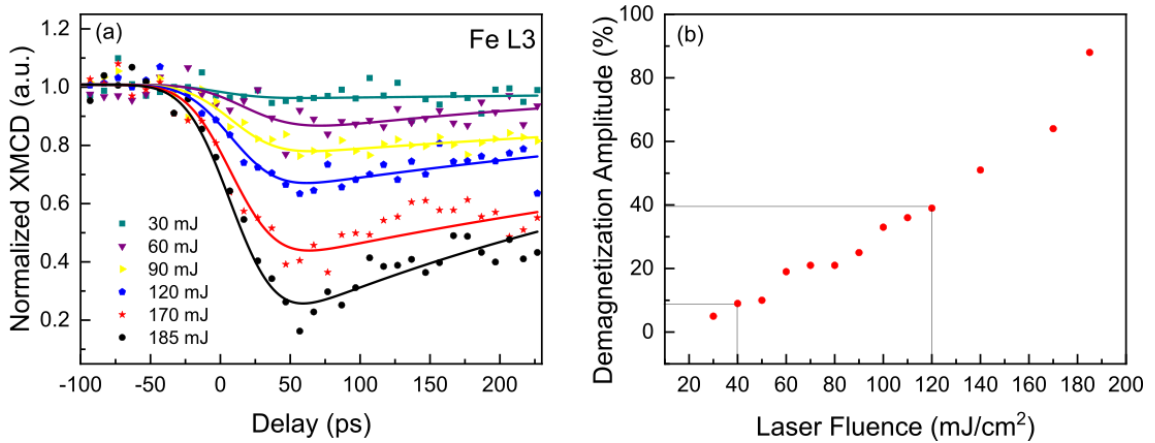 (a)
Fe L3
Normalized XMCD (a.u.)
1.2
1.0
0.8
0.6
0.4
0.2
30 mJ
60 mJ
90 mJ
120 mJ
170 mJ
185 mJ
-100 -50 0 50 100 150 200
Delay (ps)
(b)
Demagnetization Amplitude (%)
100
80
60
40
20
0
20 40 60 80 100 120 140 160 180 200
Laser Fluence (mJ/cm²)